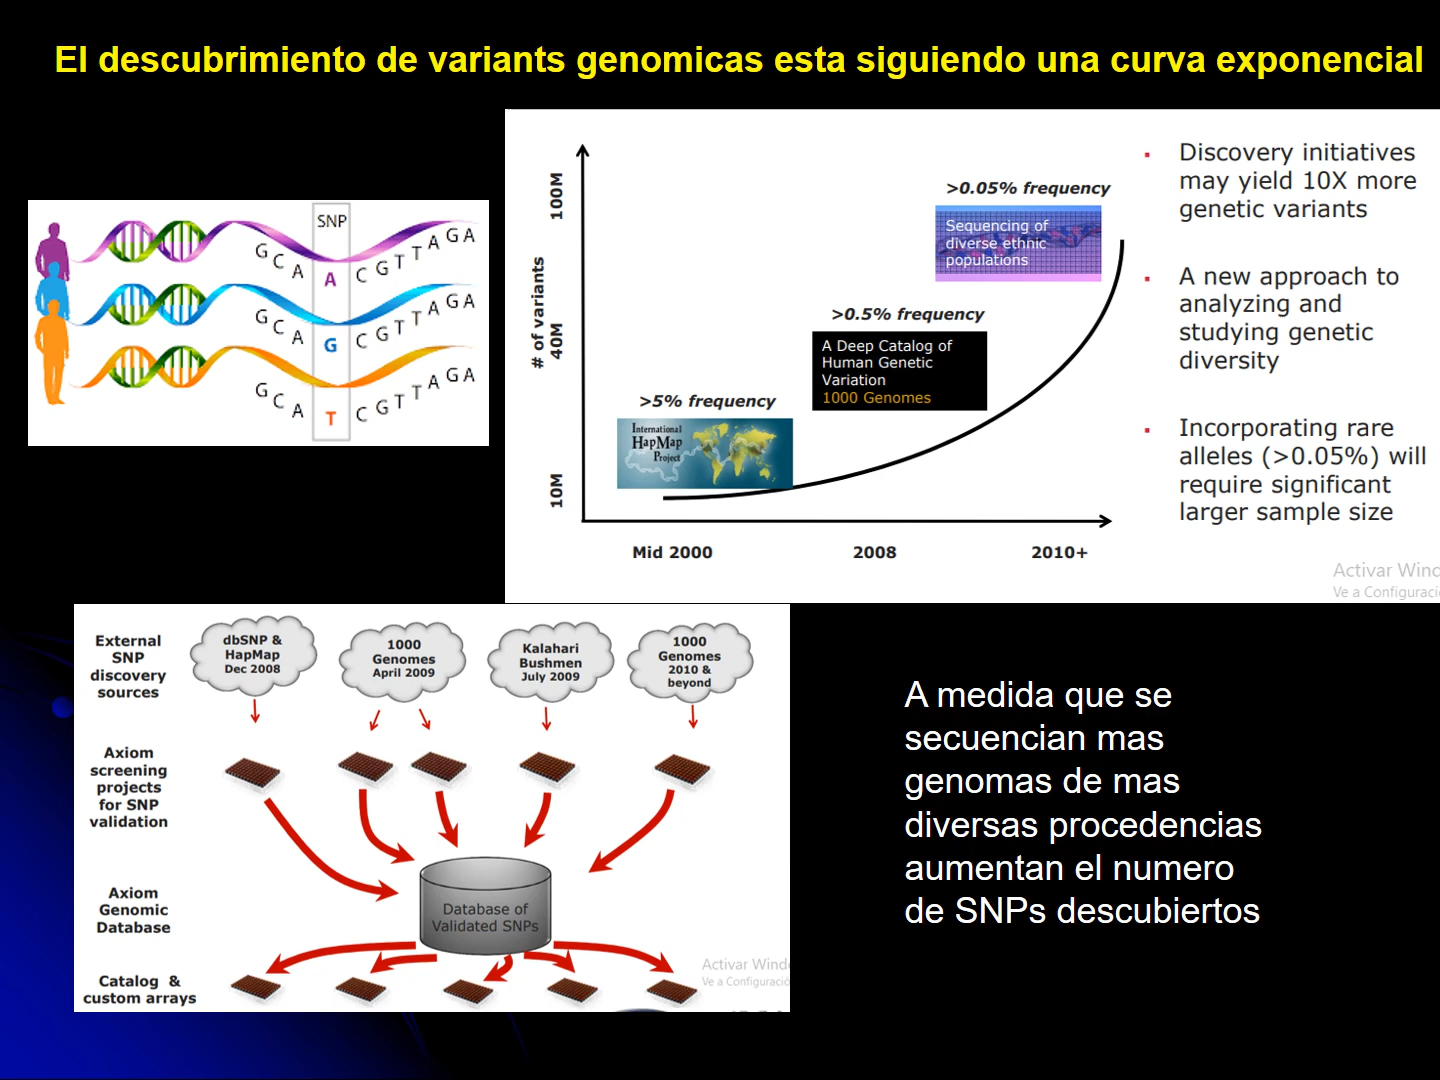 El descubrimiento de variants genomicas esta siguiendo una curva exponencial
SNP
G C A A C G T T A G A
G C A G C G T T A G A
G C A T C G T T A G A
# of variants
100M
40M
10M
>0.05% frequency
Sequencing of
diverse ethnic
populations
>0.5% frequency
A Deep Catalog of
Human Genetic
Variation
1000 Genomes
>5% frequency
International
HapMap
Project
Mid 2000
2008
2010+
Discovery initiatives
may yield 10X more
genetic variants
A new approach to
analyzing and
studying genetic
diversity
Incorporating rare
alleles (>0.05%) will
require significant
larger sample size
Activar Wind
Ve a Configuració
External
SNP
discovery
sources
dbSNP &
HapMap
Dec 2008
1000
Genomes
April 2009
Kalahari
Bushmen
July 2009
1000
Genomes
2010 &
beyond
Axiom
screening
projects
for SNP
validation
Axiom
Genomic
Database
Database of
Validated SNPs
Catalog &
custom arrays
Activar Windo
Ve a Configuració
A medida que se
secuencian mas
genomas de mas
diversas procedencias
aumentan el numero
de SNPs descubiertos